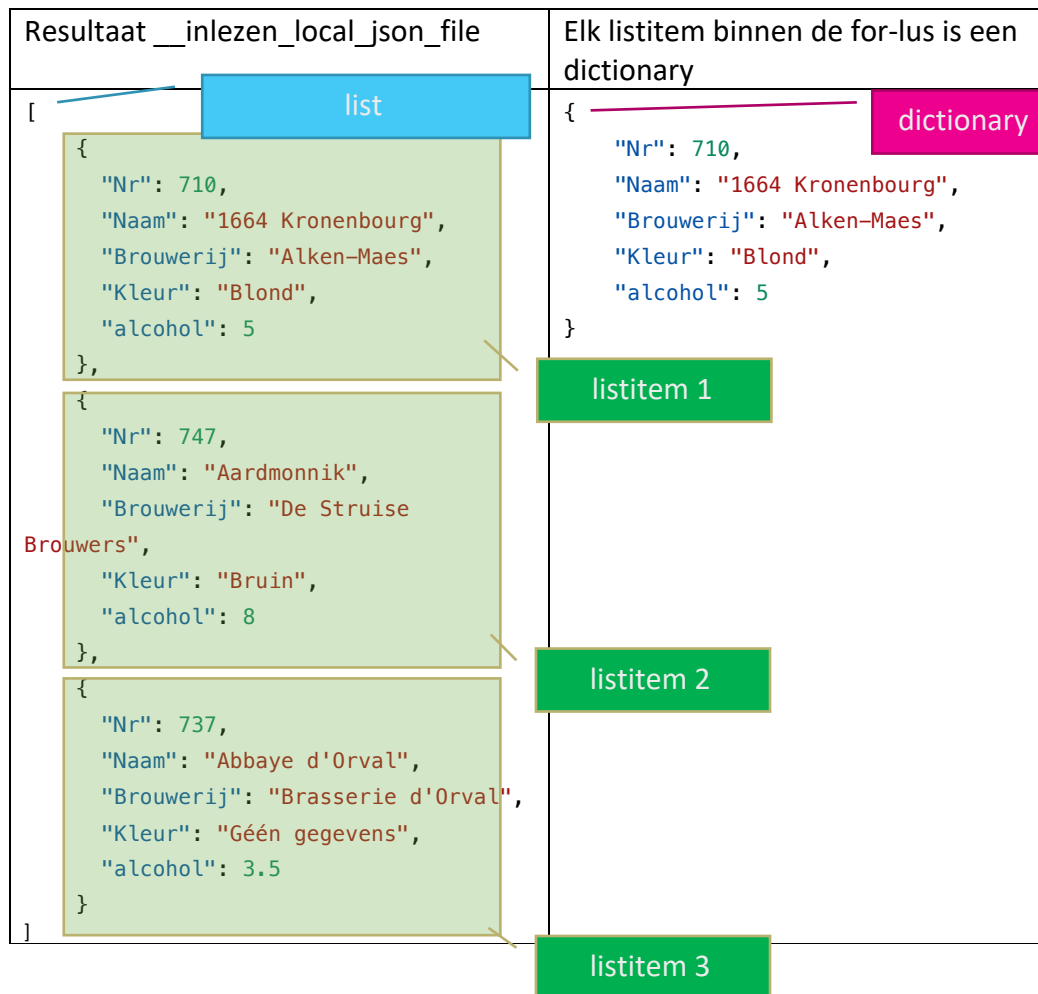 Resultaat __inlezen_local_json_file
[
list
{
"Nr": 710,
"Naam": "1664 Kronenbourg",
"Brouwerij": "Alken-Maes",
"Kleur": "Blond",
"alcohol": 5
},
listitem 1
{
"Nr": 747,
"Naam": "Aardmonnik",
"Brouwerij": "De Struise
Brouwers",
"Kleur": "Bruin",
"alcohol": 8
},
listitem 2
{
"Nr": 737,
"Naam": "Abbaye d'Orval",
"Brouwerij": "Brasserie d'Orval",
"Kleur": "Géén gegevens",
"alcohol": 3.5
}
]
listitem 3
Elk listitem binnen de for-lus is een
dictionary
{
dictionary
"Nr": 710,
"Naam": "1664 Kronenbourg",
"Brouwerij": "Alken-Maes",
"Kleur": "Blond",
"alcohol": 5
}